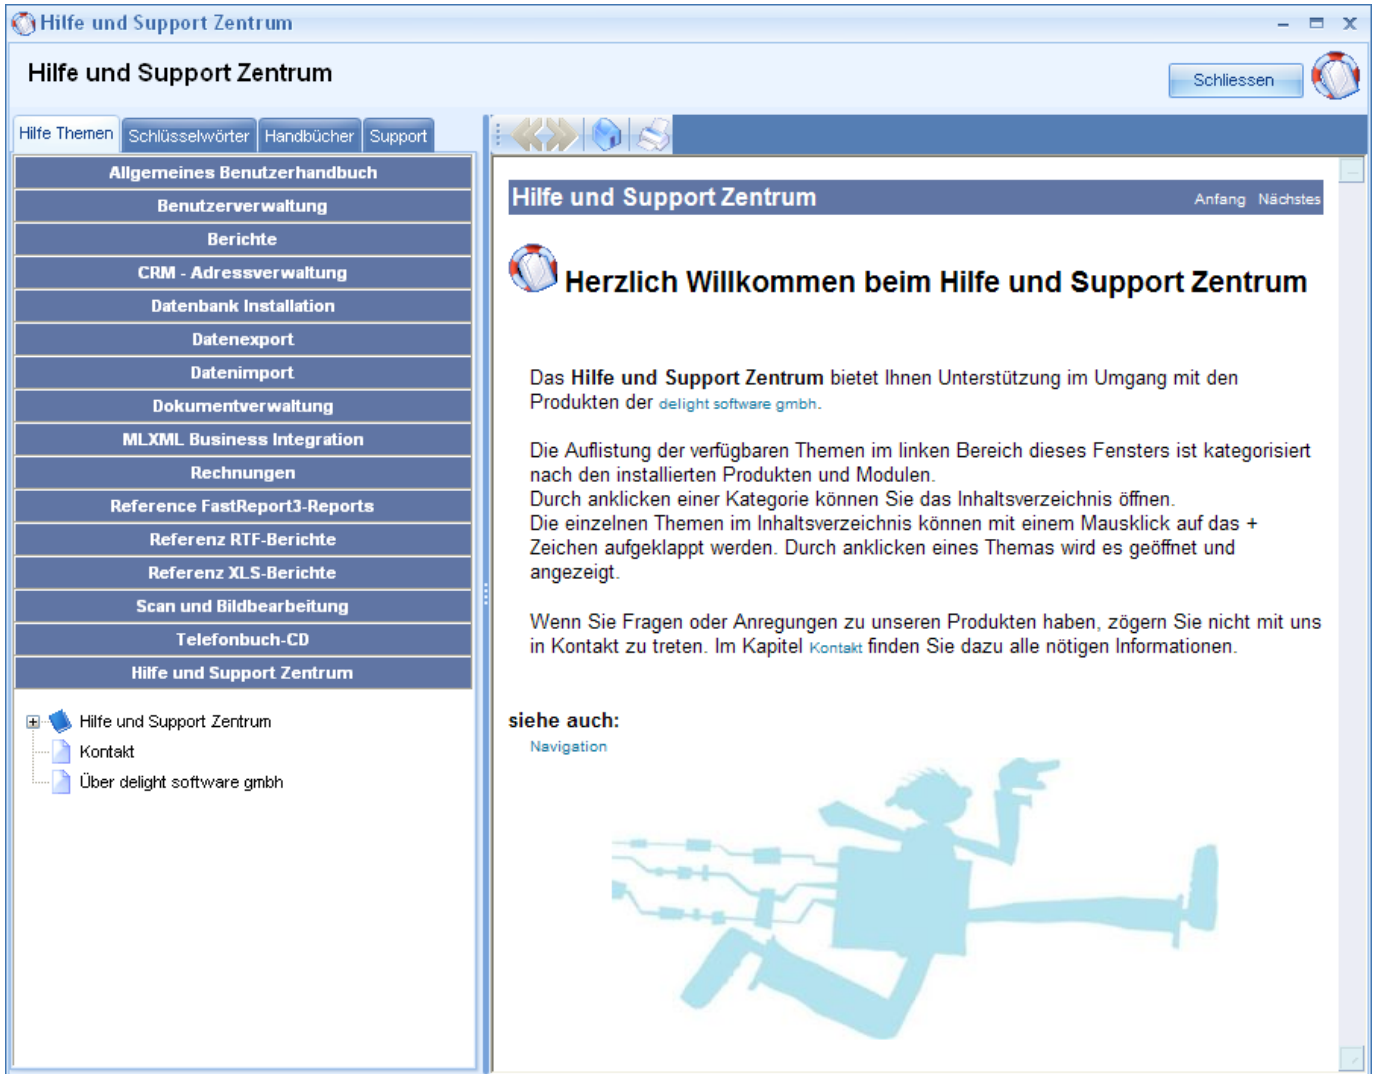 Hilfe und Support Zentrum
Hilfe und Support Zentrum
Schliessen
Hilfe Themen
Schlüsselwörter
Handbücher
Support
Allgemeines Benutzerhandbuch
Benutzerverwaltung
Berichte
CRM - Adressverwaltung
Datenbank Installation
Datenexport
Datenimport
Dokumentverwaltung
MLXML Business Integration
Rechnungen
Reference FastReport3-Reports
Referenz RTF-Berichte
Referenz XLS-Berichte
Scan und Bildbearbeitung
Telefonbuch-CD
Hilfe und Support Zentrum
Hilfe und Support Zentrum
Kontakt
Über delight software gmbh
Hilfe und Support Zentrum
Anfang Nächstes
Herzlich Willkommen beim Hilfe und Support Zentrum
Das Hilfe und Support Zentrum bietet Ihnen Unterstützung im Umgang mit den
Produkten der delight software gmbh.
Die Auflistung der verfügbaren Themen im linken Bereich dieses Fensters ist kategorisiert
nach den installierten Produkten und Modulen.
Durch anklicken einer Kategorie können Sie das Inhaltsverzeichnis öffnen.
Die einzelnen Themen im Inhaltsverzeichnis können mit einem Mausklick auf das +
Zeichen aufgeklappt werden. Durch anklicken eines Themas wird es geöffnet und
angezeigt.
Wenn Sie Fragen oder Anregungen zu unseren Produkten haben, zögern Sie nicht mit uns
in Kontakt zu treten. Im Kapitel Kontakt finden Sie dazu alle nötigen Informationen.
siehe auch:
Navigation